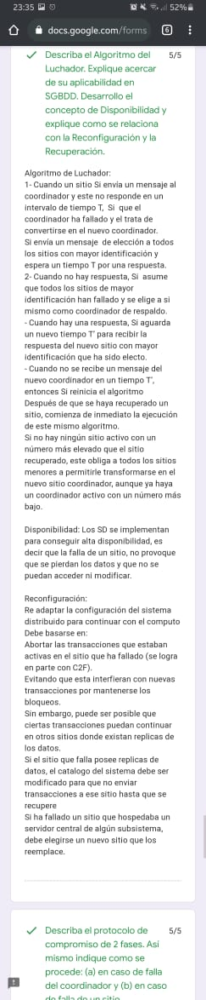 23:35
52%
docs.google.com/forms
6
Describa el Algoritmo del 5/5
Luchador. Explique acercar
de su aplicabilidad en
SGBDD. Desarrollo el
concepto de Disponibilidad y
explique como se relaciona
con la Reconfiguración y la
Recuperación.
Algoritmo de Luchador:
1- Cuando un sitio Si envía un mensaje al
coordinador y este no responde en un
intervalo de tiempo T, Si que el
coordinador ha fallado y el trata de
convertirse en el nuevo coordinador.
Si envía un mensaje de elección a todos
los sitios con mayor identificación y
espera un tiempo T por una respuesta.
2- Cuando no hay respuesta, Si asume
que todos los sitios de mayor
identificación han fallado y se elige a si
mismo como coordinador de respaldo.
- Cuando hay una respuesta, Si aguarda
un nuevo tiempo T' para recibir la
respuesta del nuevo sitio con mayor
identificación que ha sido electo.
- Cuando no se recibe un mensaje del
nuevo coordinador en un tiempo T',
entonces Si reinicia el algoritmo
Después de que se haya recuperado un
sitio, comienza de inmediato la ejecución
de este mismo algoritmo.
Si no hay ningún sitio activo con un
número más elevado que el sitio
recuperado, este obliga a todos los sitios
menores a permitirle transformarse en el
nuevo sitio coordinador, aunque ya haya
un coordinador activo con un número más
bajo.
Disponibilidad: Los SD se implementan
para conseguir alta disponibilidad, es
decir que la falla de un sitio, no provoque
que se pierdan los datos y que no se
puedan acceder ni modificar.
Reconfiguración:
Re adaptar la configuración del sistema
distribuido para continuar con el computo
Debe basarse en:
Abortar las transacciones que estaban
activas en el sitio que ha fallado (se logra
en parte con C2F).
Evitando que esta interfieran con nuevas
transacciones por mantenerse los
bloqueos.
Sin embargo, puede ser posible que
ciertas transacciones puedan continuar
en otros sitios donde existan replicas de
los datos.
Si el sitio que falla posee replicas de
datos, el catalogo del sistema debe ser
modificado para que no enviar
transacciones a ese sitio hasta que se
recupere
Si ha fallado un sitio que hospedaba un
servidor central de algún subsistema,
debe elegirse un nuevo sitio que los
reemplace.
Describa el protocolo de 5/5
compromiso de 2 fases. Así
mismo indique como se
procede: (a) en caso de falla
del coordinador y (b) en caso
de falla de un sitio